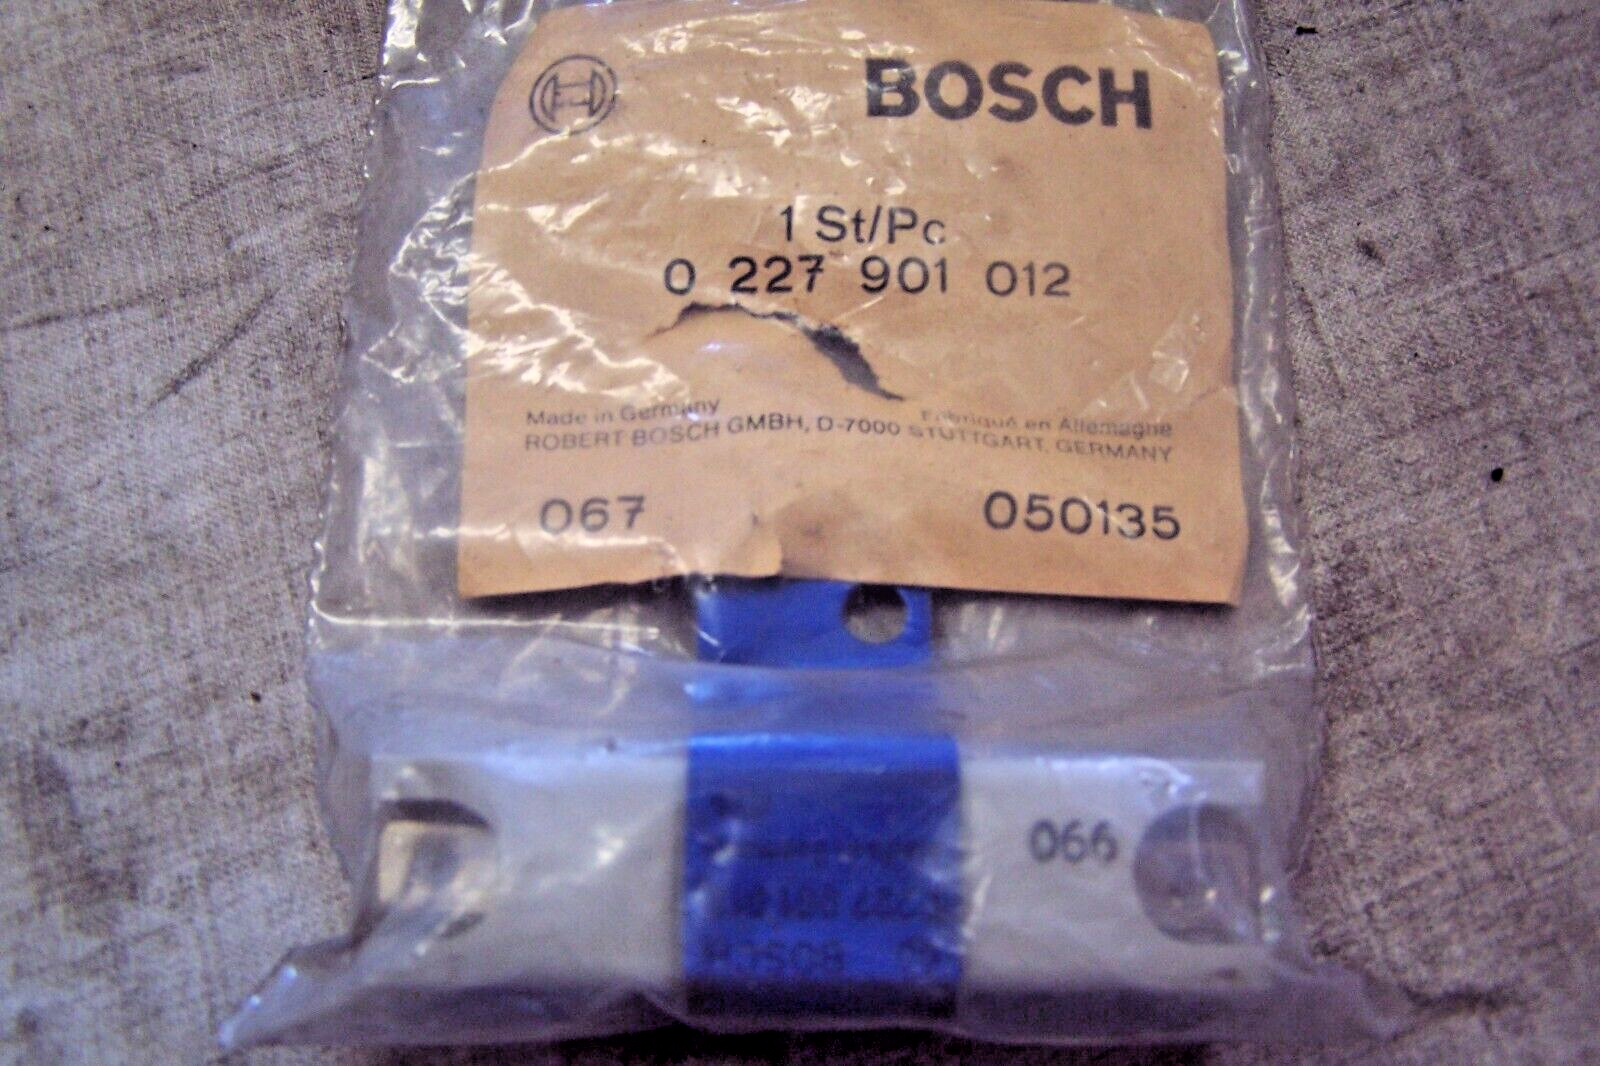 BOSCH
1 St/Pc
0 227 901 012
Made in Germany Fabriqué en Allemagne
ROBERT BOSCH GMBH, D-7000 STUTTGART, GERMANY
067 050135
066
BOSCH